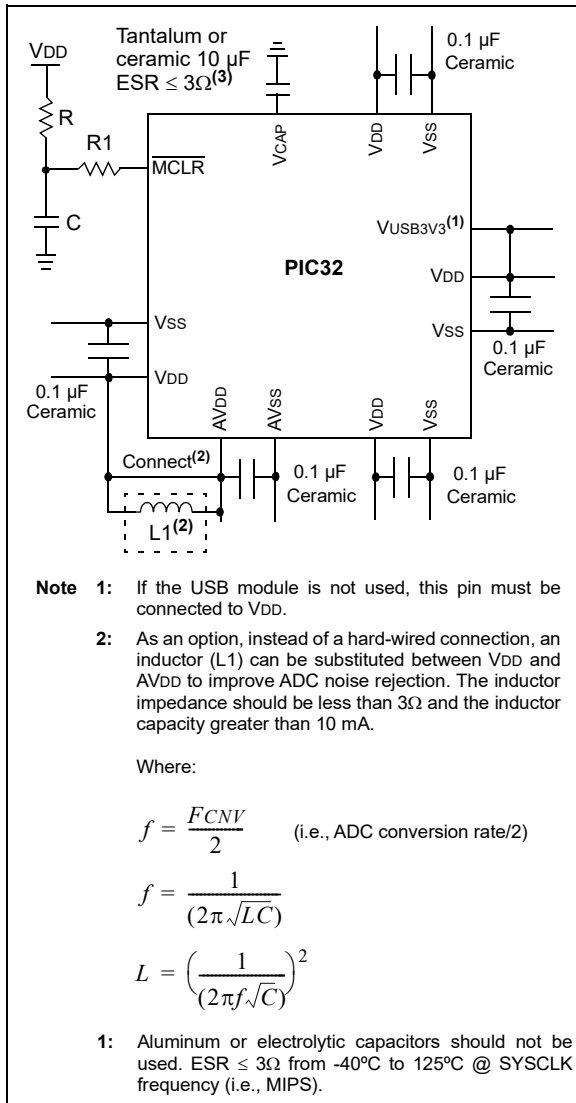 VDD
Tantalum or
ceramic 10 µF
ESR ≤ 3Ω(3)
0.1 µF
Ceramic
R
R1
MCLR
VCAP
VDD
VSS
C
VUSB3V3(1)
PIC32
VDD
VSS
VSS
VDD
0.1 µF
Ceramic
0.1 µF
Ceramic
AVDD
AVSS
VDD
VSS
Connect(2)
0.1 µF
Ceramic
0.1 µF
Ceramic
L1(2)
Note 1: If the USB module is not used, this pin must be
connected to VDD.
2: As an option, instead of a hard-wired connection, an
inductor (L1) can be substituted between VDD and
AVDD to improve ADC noise rejection. The inductor
impedance should be less than 3Ω and the inductor
capacity greater than 10 mA.
Where:
f = FCNV / 2 (i.e., ADC conversion rate/2)
f = 1 / (2π√LC)
L = (1 / (2πf√C))²
1: Aluminum or electrolytic capacitors should not be
used. ESR ≤ 3Ω from -40ºC to 125ºC @ SYSCLK
frequency (i.e., MIPS).